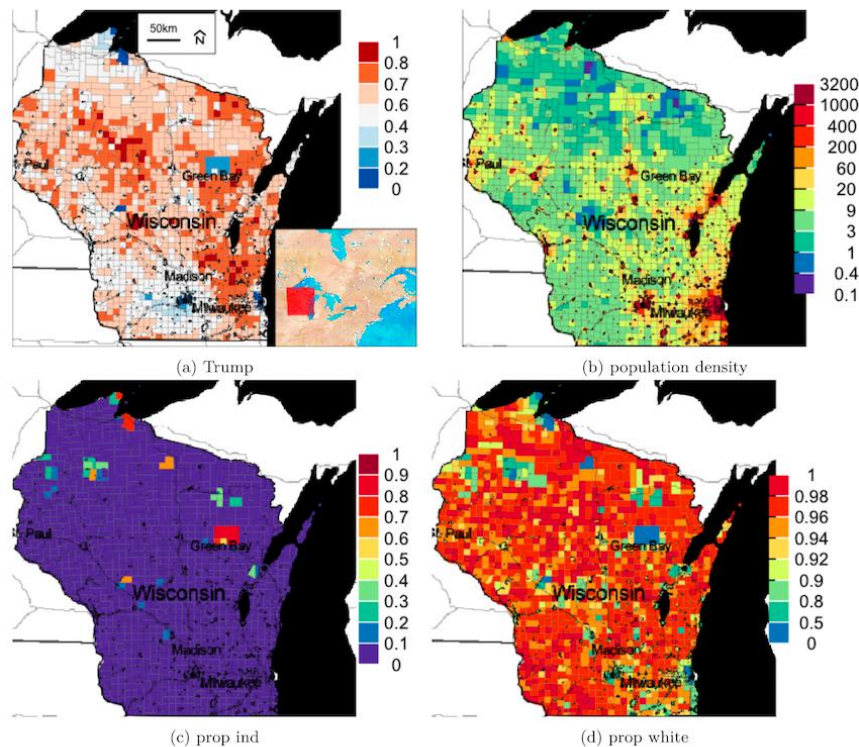 50km
N
1
0.8
0.7
0.6
0.4
0.3
0.2
0
Paul
Green Bay
Wisconsin
Madison
Milwaukee
(a) Trump
3200
1000
400
200
60
20
9
3
1
0.4
0.1
Paul
Green Bay
Wisconsin
Madison
Milwaukee
(b) population density
1
0.9
0.8
0.7
0.6
0.5
0.4
0.3
0.2
0.1
0
Paul
Green Bay
Wisconsin
Madison
Milwaukee
(c) prop ind
1
0.98
0.96
0.94
0.92
0.9
0.8
0.5
0
Paul
Green Bay
Wisconsin
Madison
Milwaukee
(d) prop white